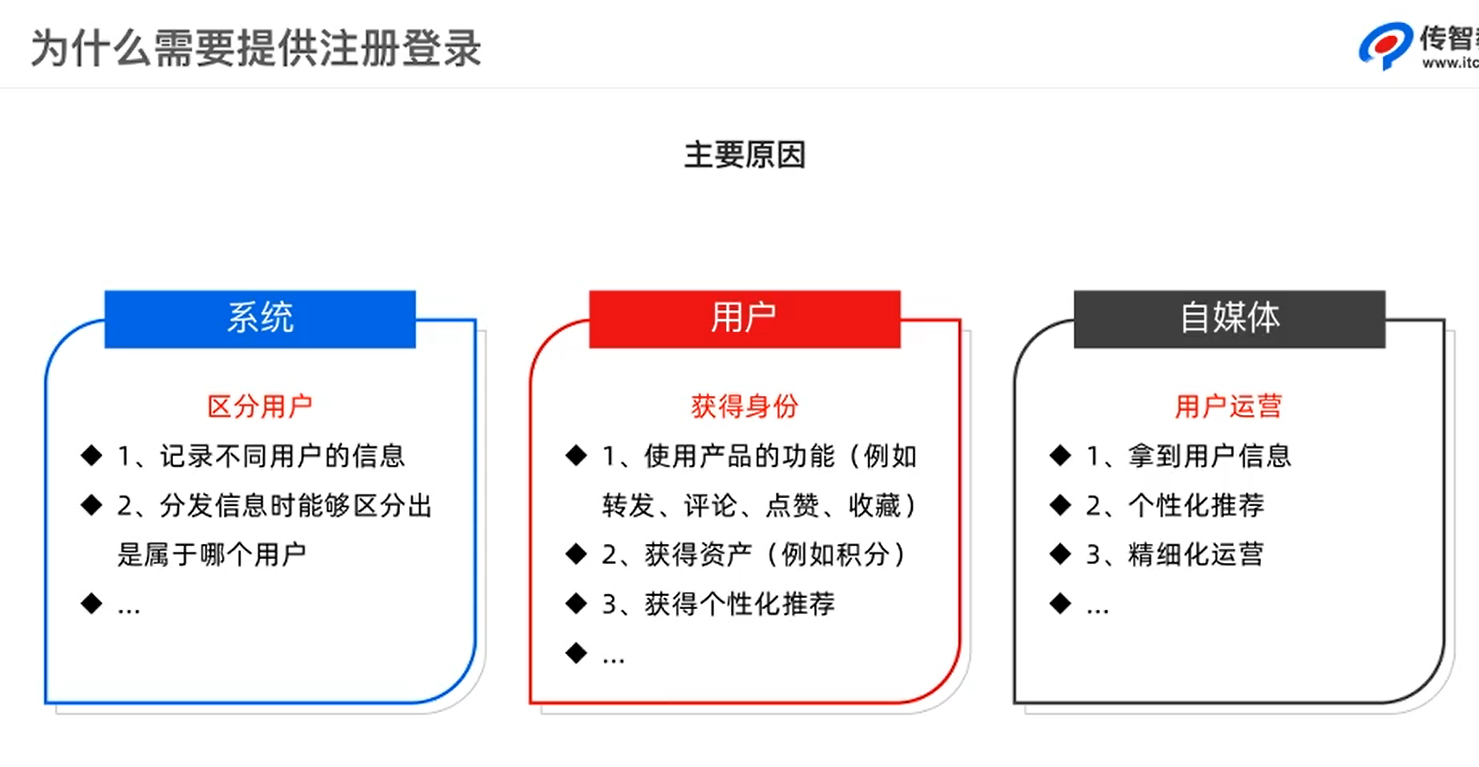 为什么需要提供注册登录
传智
www.itc
主要原因
系统
区分用户
◆ 1、记录不同用户的信息
◆ 2、分发信息时能够区分出
是属于哪个用户
◆ ...
用户
获得身份
◆ 1、使用产品的功能（例如
转发、评论、点赞、收藏）
◆ 2、获得资产（例如积分）
◆ 3、获得个性化推荐
◆ ...
自媒体
用户运营
◆ 1、拿到用户信息
◆ 2、个性化推荐
◆ 3、精细化运营
◆ ...